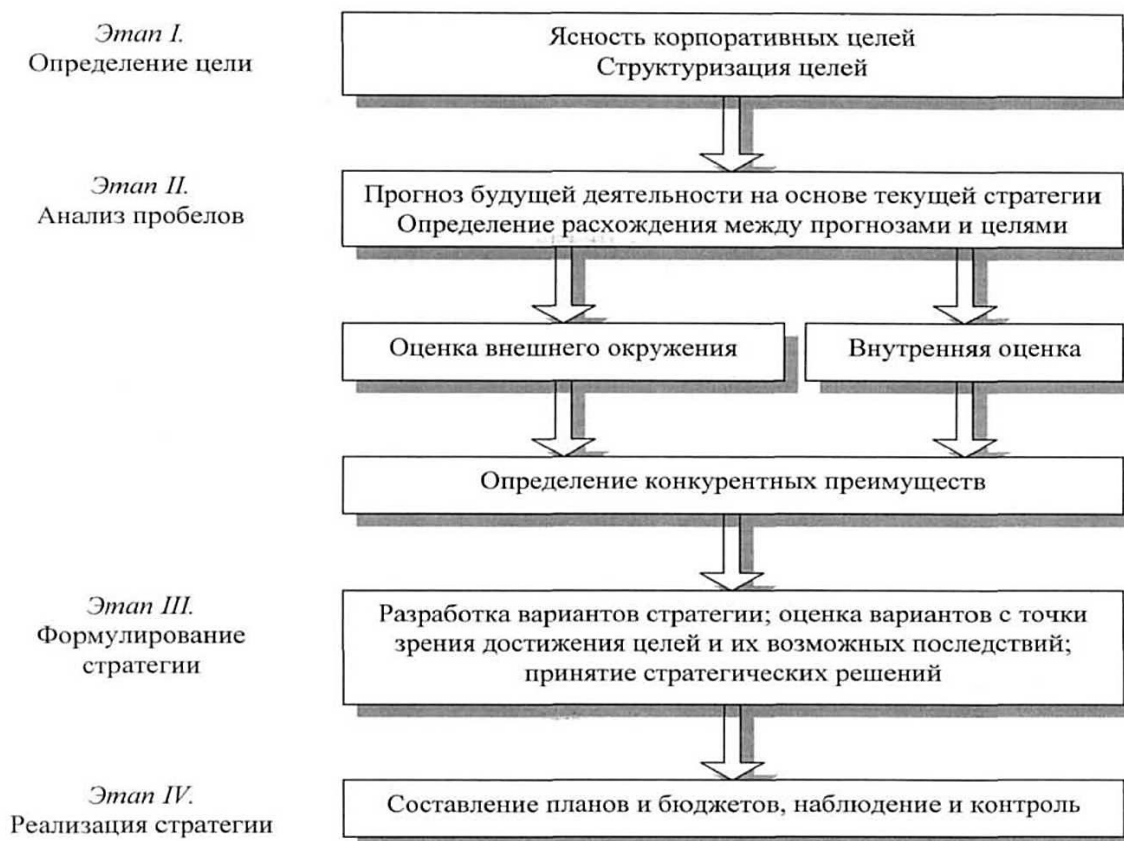 Этап I.
Определение цели
Ясность корпоративных целей
Структуризация целей
Этап II.
Анализ пробелов
Прогноз будущей деятельности на основе текущей стратегии
Определение расхождения между прогнозами и целями
Оценка внешнего окружения
Внутренняя оценка
Определение конкурентных преимуществ
Этап III.
Формулирование
стратегии
Разработка вариантов стратегии; оценка вариантов с точки
зрения достижения целей и их возможных последствий;
принятие стратегических решений
Этап IV.
Реализация стратегии
Составление планов и бюджетов, наблюдение и контроль